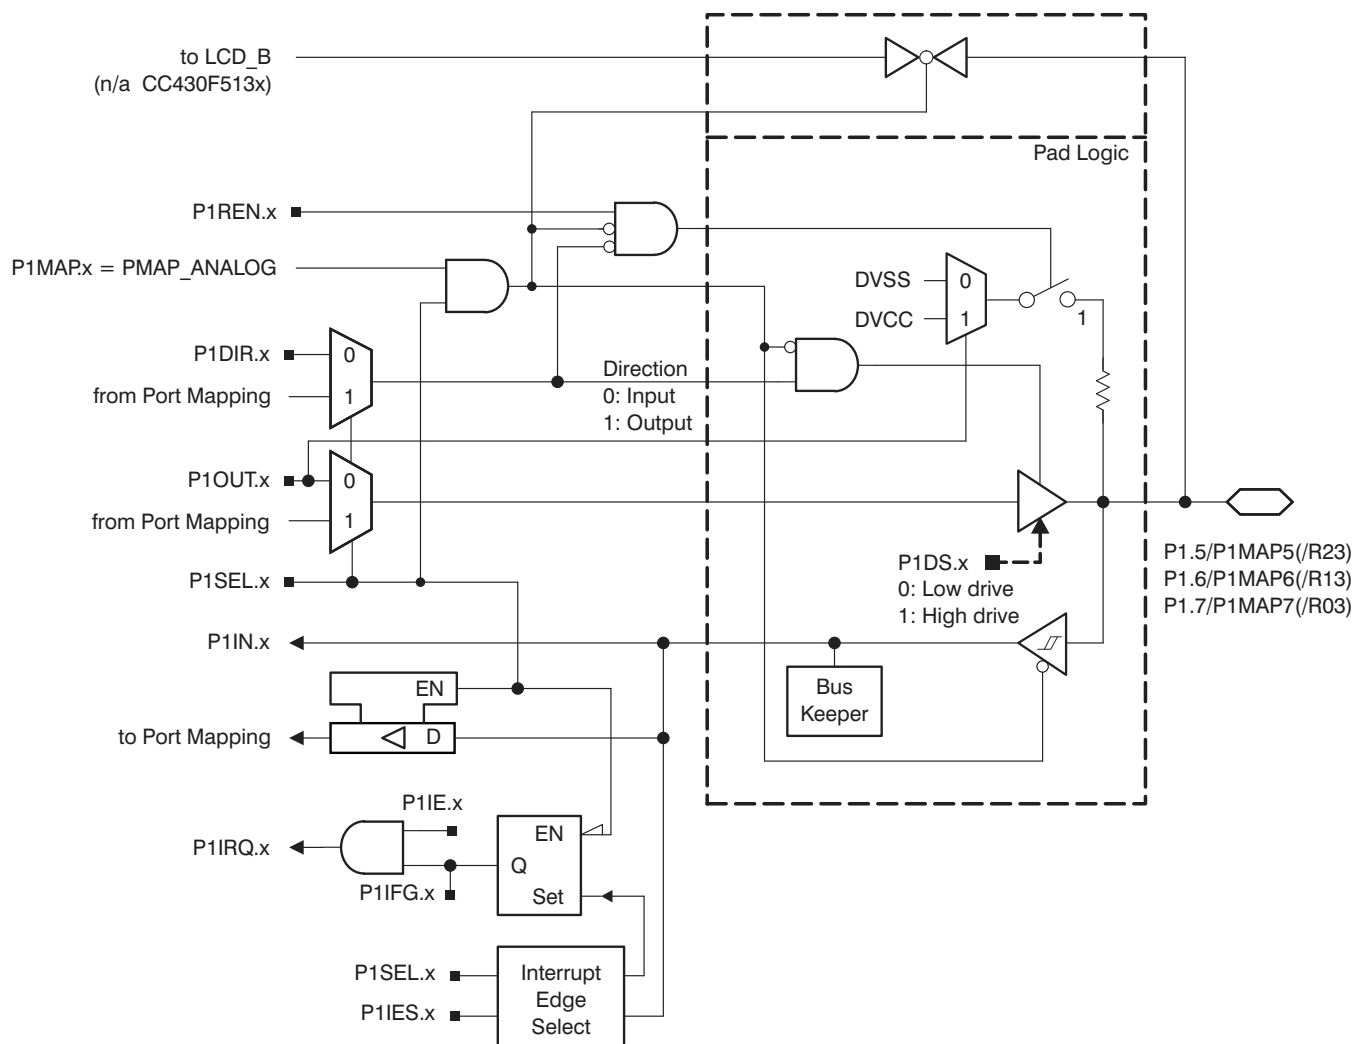 to LCD_B
(n/a CC430F513x)
Pad Logic
P1REN.x
P1MAP.x = PMAP_ANALOG
DVSS
0
DVCC
1
1
P1DIR.x
0
from Port Mapping
1
Direction
0: Input
1: Output
P1OUT.x
0
from Port Mapping
1
P1SEL.x
P1DS.x
0: Low drive
1: High drive
P1.5/P1MAP5(/R23)
P1.6/P1MAP6(/R13)
P1.7/P1MAP7(/R03)
P1IN.x
EN
Bus
Keeper
to Port Mapping
D
P1IE.x
P1IRQ.x
EN
Q
P1IFG.x
Set
P1SEL.x
P1IES.x
Interrupt
Edge
Select